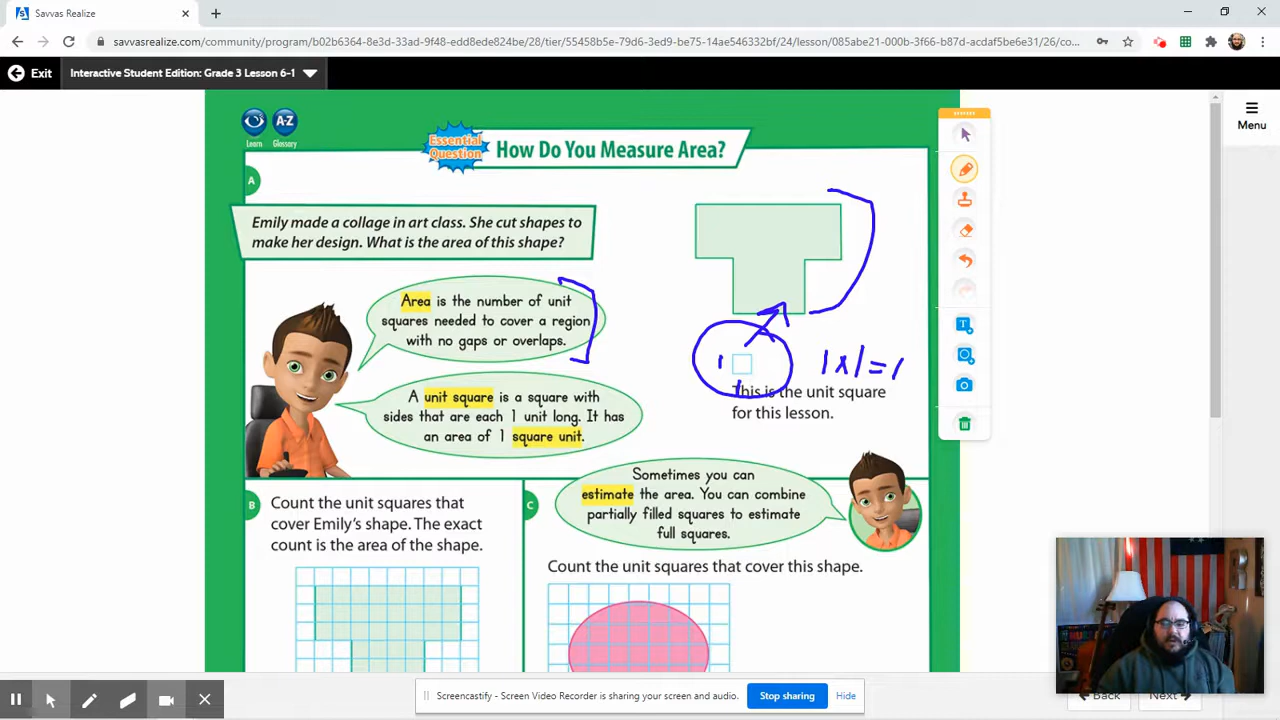 Savvas Realize
savvasrealize.com/community/program/b02b6364-8e3d-33ad-9f48-edd8ede824be/28/tier/55458b5e-79d6-3ed9-be75-14ae546332bf/24/lesson/085abe21-000b-3f66-b87d-acdaf5be6e31/26/co...
Exit
Interactive Student Edition: Grade 3 Lesson 6-1
Menu
Learn
A-Z
Glossary
Essential Question
How Do You Measure Area?
A
Emily made a collage in art class. She cut shapes to
make her design. What is the area of this shape?
Area is the number of unit
squares needed to cover a region
with no gaps or overlaps.
A unit square is a square with
sides that are each 1 unit long. It has
an area of 1 square unit.
1
1
1x1=1
This is the unit square
for this lesson.
B
Count the unit squares that
cover Emily's shape. The exact
count is the area of the shape.
C
Sometimes you can
estimate the area. You can combine
partially filled squares to estimate
full squares.
Count the unit squares that cover this shape.
T
Screencastify - Screen Video Recorder is sharing your screen and audio.
Stop sharing
Hide
Back
Next